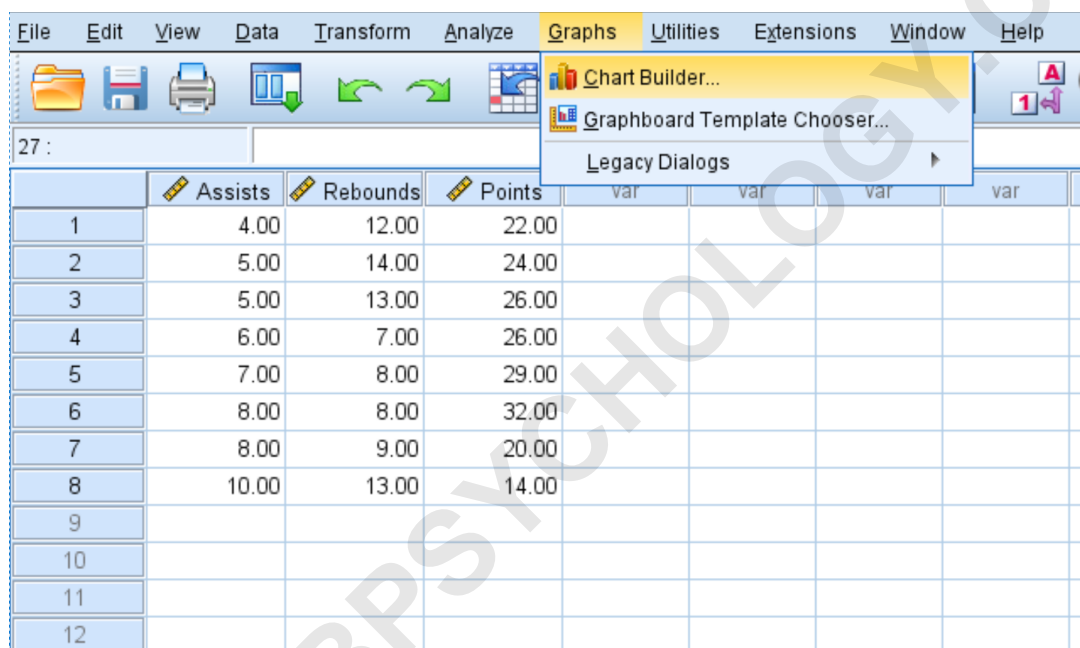 File Edit View Data Transform Analyze Graphs Utilities Extensions Window Help
Chart Builder...
A
1
Graphboard Template Chooser...
27 :
Legacy Dialogs
Assists Rebounds Points var var var var
1 4.00 12.00 22.00
2 5.00 14.00 24.00
3 5.00 13.00 26.00
4 6.00 7.00 26.00
5 7.00 8.00 29.00
6 8.00 8.00 32.00
7 8.00 9.00 20.00
8 10.00 13.00 14.00
9
10
11
12
BPSYCHOLOGY.C